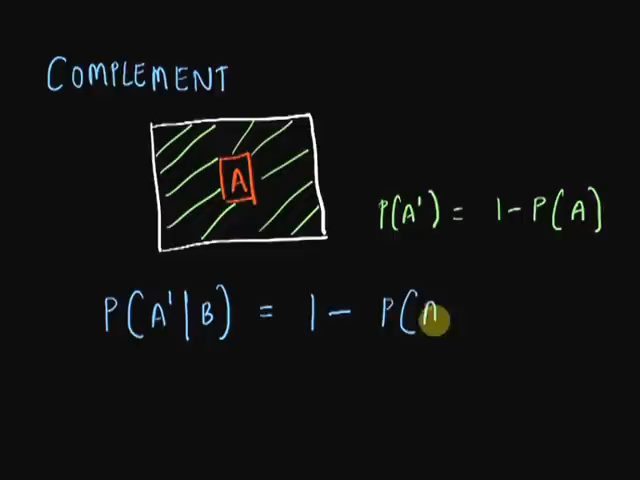 COMPLEMENT
A
P(A') = 1 - P(A)
P(A'|B) = 1 - P(A